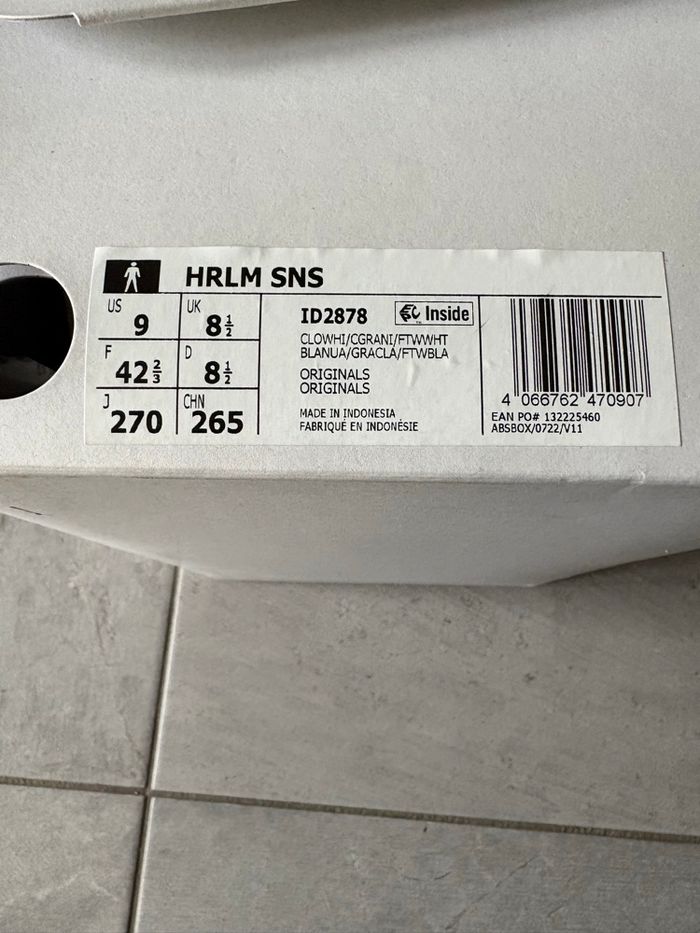 HRLM SNS
US 9
UK 8½
F 42⅔
D 8½
J 270
CHN 265
ID2878
Inside
CLOWHI/CGRANI/FTWWHT
BLANUA/GRACLA/FTWBLA
ORIGINALS
ORIGINALS
MADE IN INDONESIA
FABRIQUÉ EN INDONÉSIE
4 066762 470907
EAN PO# 132225460
ABSBOX/0722/V11